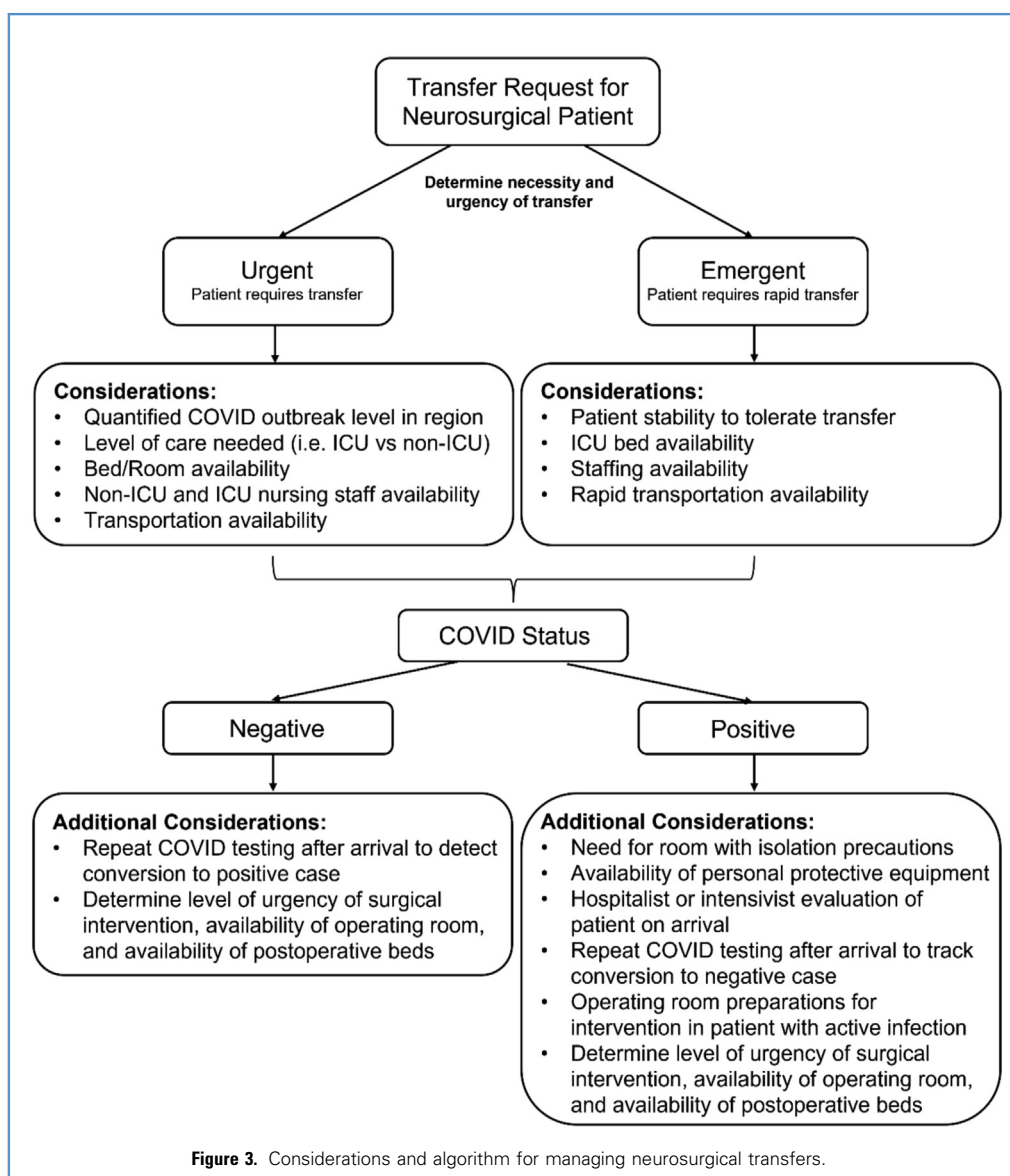 Transfer Request for
Neurosurgical Patient
Determine necessity and
urgency of transfer
Urgent
Patient requires transfer
Emergent
Patient requires rapid transfer
Considerations:
• Quantified COVID outbreak level in region
• Level of care needed (i.e. ICU vs non-ICU)
• Bed/Room availability
• Non-ICU and ICU nursing staff availability
• Transportation availability
Considerations:
• Patient stability to tolerate transfer
• ICU bed availability
• Staffing availability
• Rapid transportation availability
COVID Status
Negative
Positive
Additional Considerations:
• Repeat COVID testing after arrival to detect
conversion to positive case
• Determine level of urgency of surgical
intervention, availability of operating room,
and availability of postoperative beds
Additional Considerations:
• Need for room with isolation precautions
• Availability of personal protective equipment
• Hospitalist or intensivist evaluation of
patient on arrival
• Repeat COVID testing after arrival to track
conversion to negative case
• Operating room preparations for
intervention in patient with active infection
• Determine level of urgency of surgical
intervention, availability of operating room,
and availability of postoperative beds
Figure 3. Considerations and algorithm for managing neurosurgical transfers.